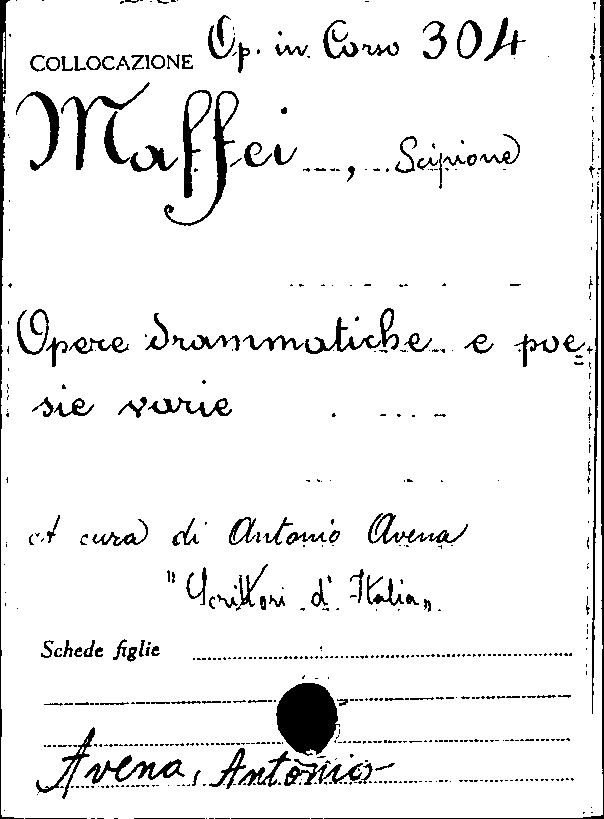 COLLOCAZIONE Op. in Corso 304
Maffei, Scipione
Opere drammatiche e poe=
sie varie
A cura di Antonio Avena
"Scrittori d'Italia"
Schede figlie
Avena, Antonio